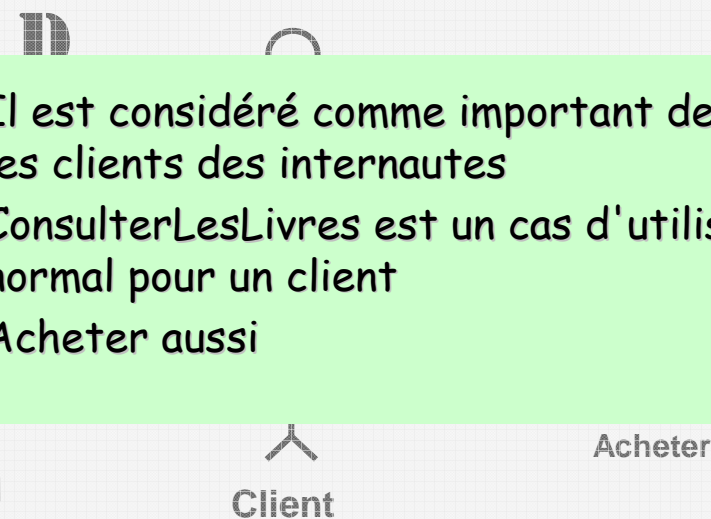 Il est considéré comme important de
les clients des internautes
ConsulterLesLivres est un cas d'utilis
normal pour un client
Acheter aussi
Acheter
Client